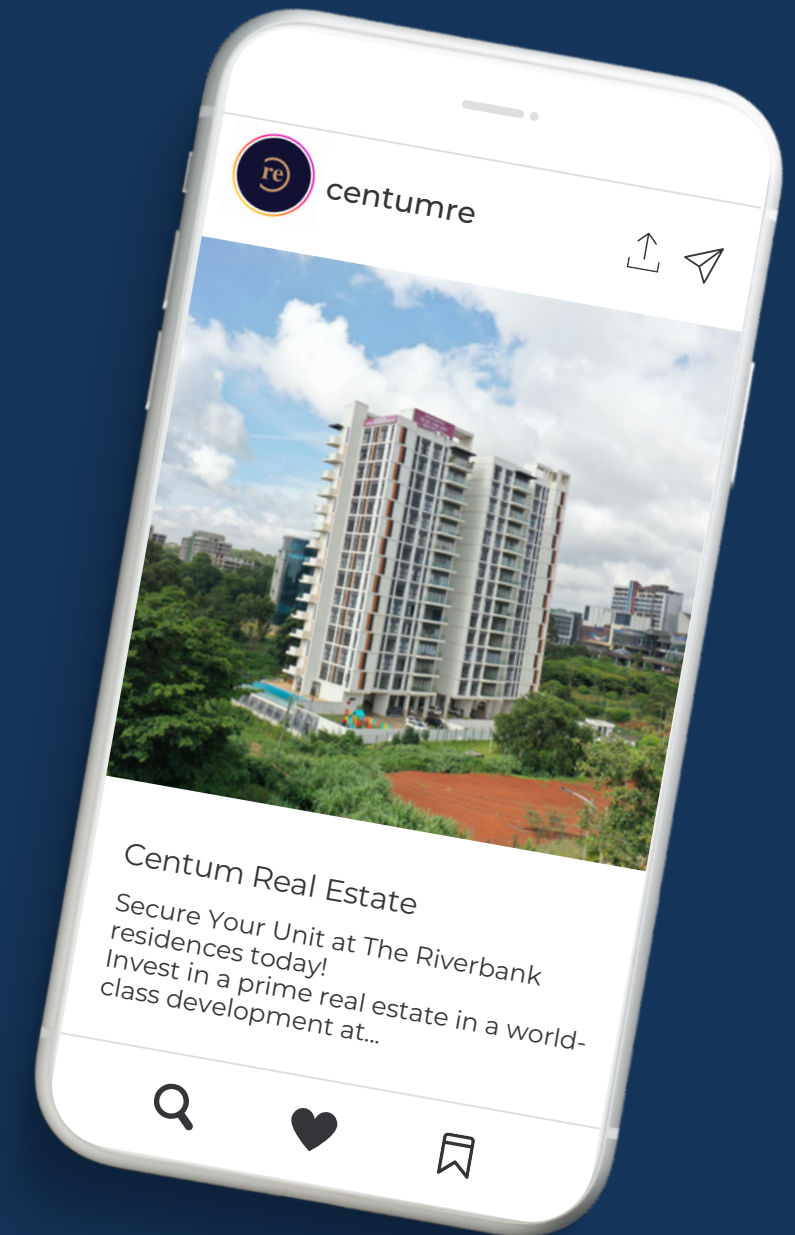 re
centumre
Centum Real Estate
Secure Your Unit at The Riverbank
residences today!
Invest in a prime real estate in a world-
class development at...